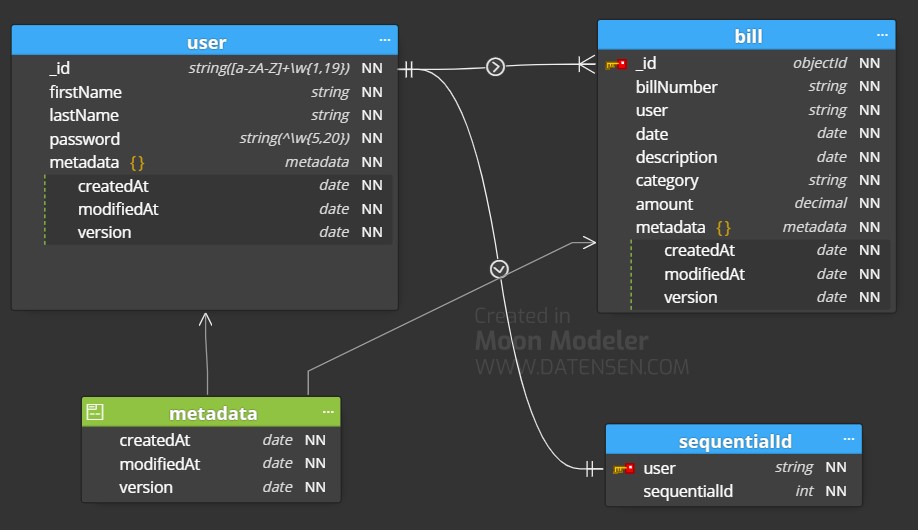 user ...
_id string([a-zA-Z]+\w{1,19}) NN
firstName string NN
lastName string NN
password string(^\w{5,20}) NN
metadata {} metadata NN
createdAt date NN
modifiedAt date NN
version date NN
bill ...
_id objectId NN
billNumber string NN
user string NN
date date NN
description date NN
category string NN
amount decimal NN
metadata {} metadata NN
createdAt date NN
modifiedAt date NN
version date NN
Created in
Moon Modeler
WWW.DATENSEN.COM
metadata ...
createdAt date NN
modifiedAt date NN
version date NN
sequentialId ...
user string NN
sequentialId int NN